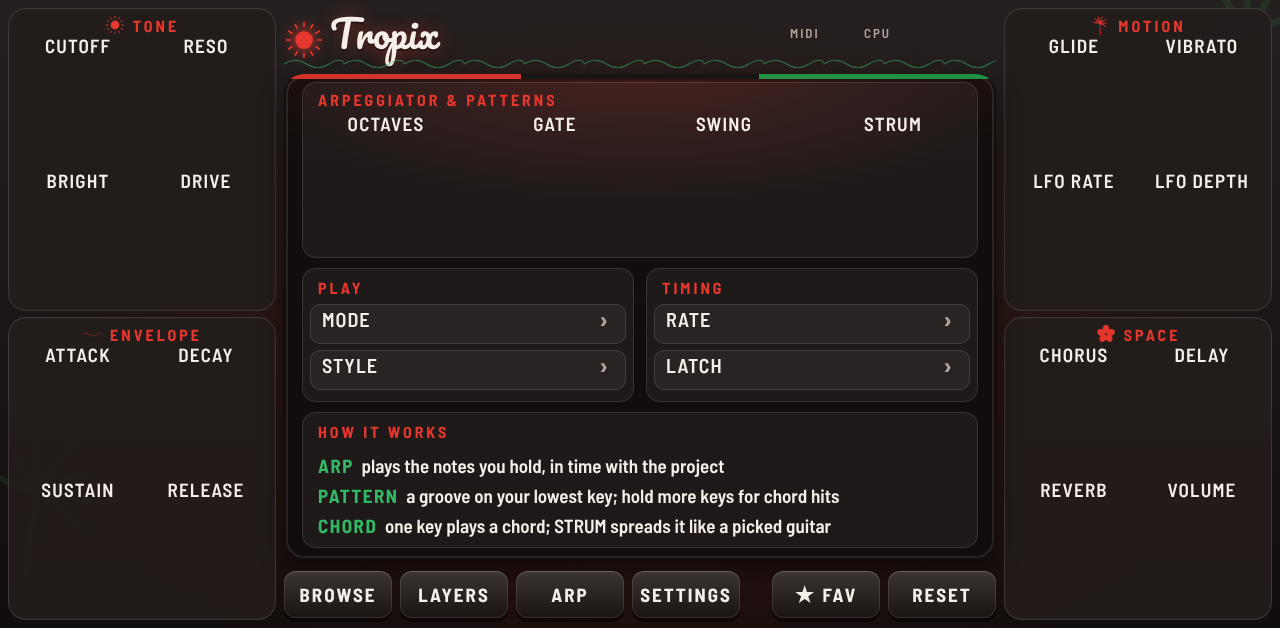 TONE
CUTOFF RESO
BRIGHT DRIVE
ENVELOPE
ATTACK DECAY
SUSTAIN RELEASE
Tropix
MIDI CPU
ARPEGGIATOR & PATTERNS
OCTAVES GATE SWING STRUM
PLAY
MODE ›
STYLE ›
TIMING
RATE ›
LATCH ›
HOW IT WORKS
ARP plays the notes you hold, in time with the project
PATTERN a groove on your lowest key; hold more keys for chord hits
CHORD one key plays a chord; STRUM spreads it like a picked guitar
BROWSE LAYERS ARP SETTINGS ★ FAV RESET
MOTION
GLIDE VIBRATO
LFO RATE LFO DEPTH
SPACE
CHORUS DELAY
REVERB VOLUME